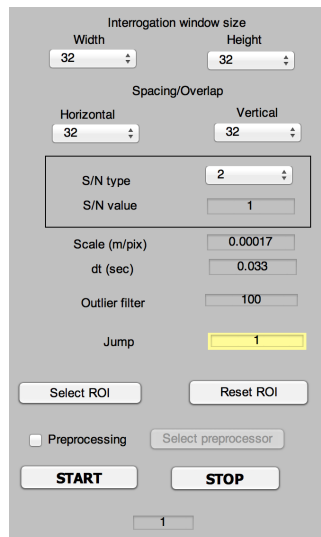 Interrogation window size
Width Height
32 32
Spacing/Overlap
Horizontal Vertical
32 32
S/N type 2
S/N value 1
Scale (m/pix) 0.00017
dt (sec) 0.033
Outlier filter 100
Jump 1
Select ROI Reset ROI
Preprocessing Select preprocessor
START STOP
1